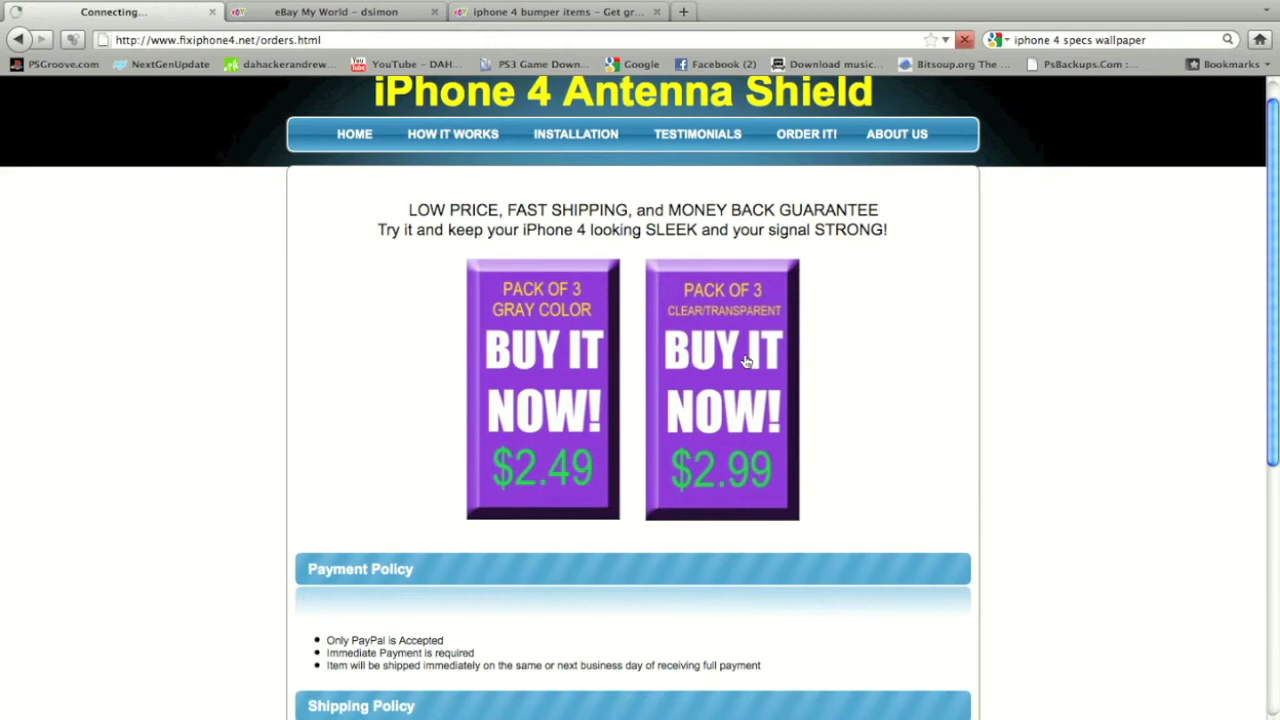 Connecting...
eBay My World - dsimon
iphone 4 bumper items - Get gr...
http://www.fixiphone4.net/orders.html
iphone 4 specs wallpaper
PSGroove.com
NextGenUpdate
dahackerandrew...
YouTube - DAH...
PS3 Game Down...
Google
Facebook (2)
Download music...
Bitsoup.org The ...
PsBackups.Com :...
Bookmarks
iPhone 4 Antenna Shield
HOME
HOW IT WORKS
INSTALLATION
TESTIMONIALS
ORDER IT!
ABOUT US
LOW PRICE, FAST SHIPPING, and MONEY BACK GUARANTEE
Try it and keep your iPhone 4 looking SLEEK and your signal STRONG!
PACK OF 3
GRAY COLOR
BUY IT
NOW!
$2.49
PACK OF 3
CLEAR/TRANSPARENT
BUY IT
NOW!
$2.99
Payment Policy
Only PayPal is Accepted
Immediate Payment is required
Item will be shipped immediately on the same or next business day of receiving full payment
Shipping Policy